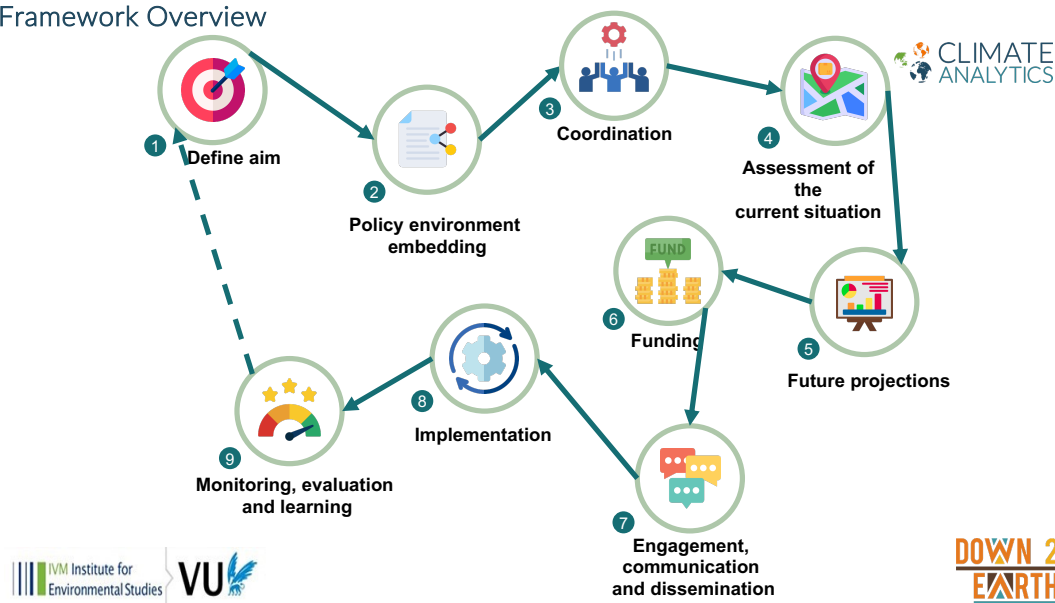 Framework Overview
CLIMATE
ANALYTICS
1
Define aim
2
Policy environment
embedding
3
Coordination
4
Assessment of
the
current situation
5
Future projections
FUND
6
Funding
7
Engagement,
communication
and dissemination
8
Implementation
9
Monitoring, evaluation
and learning
IVM Institute for
Environmental Studies
VU
DOWN 2
EARTH